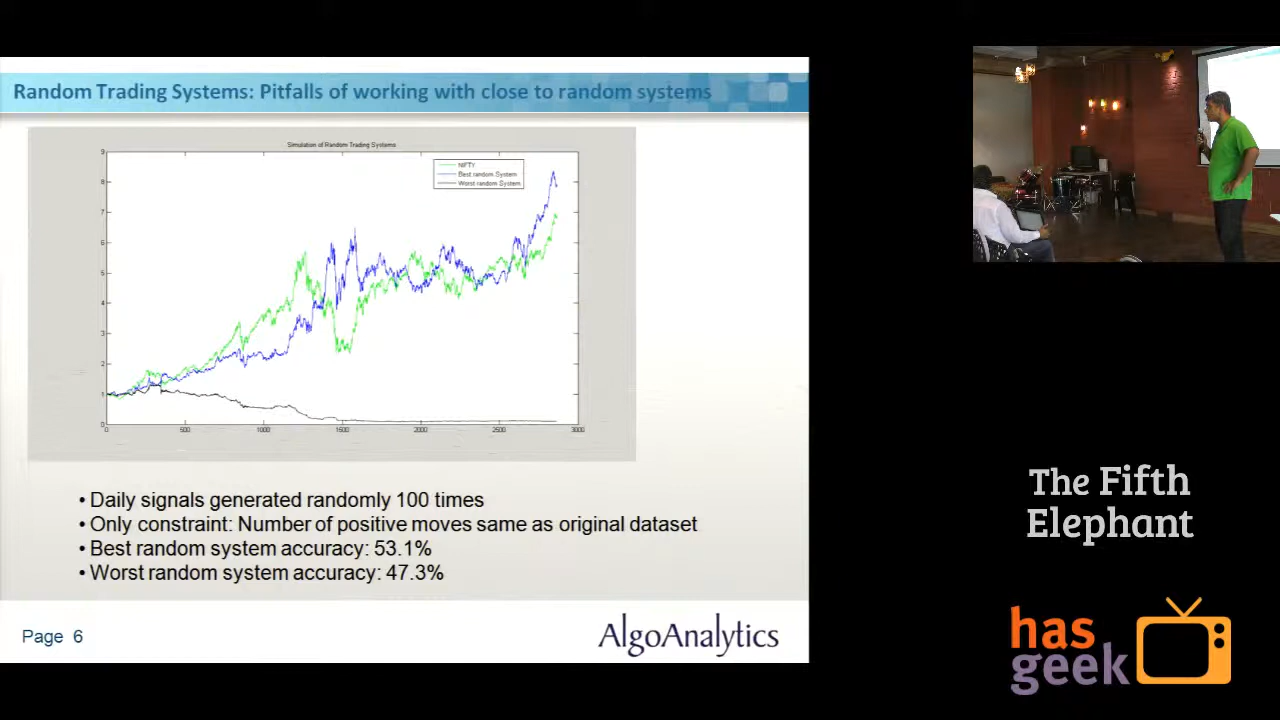 Random Trading Systems: Pitfalls of working with close to random systems
Simulation of Random Trading Systems
9
8
7
6
5
4
3
2
1
0
NIFTY
Best random System
Worst random System
0
500
1000
1500
2000
2500
3000
• Daily signals generated randomly 100 times
• Only constraint: Number of positive moves same as original dataset
• Best random system accuracy: 53.1%
• Worst random system accuracy: 47.3%
Page 6
AlgoAnalytics
The Fifth
Elephant
has
geek